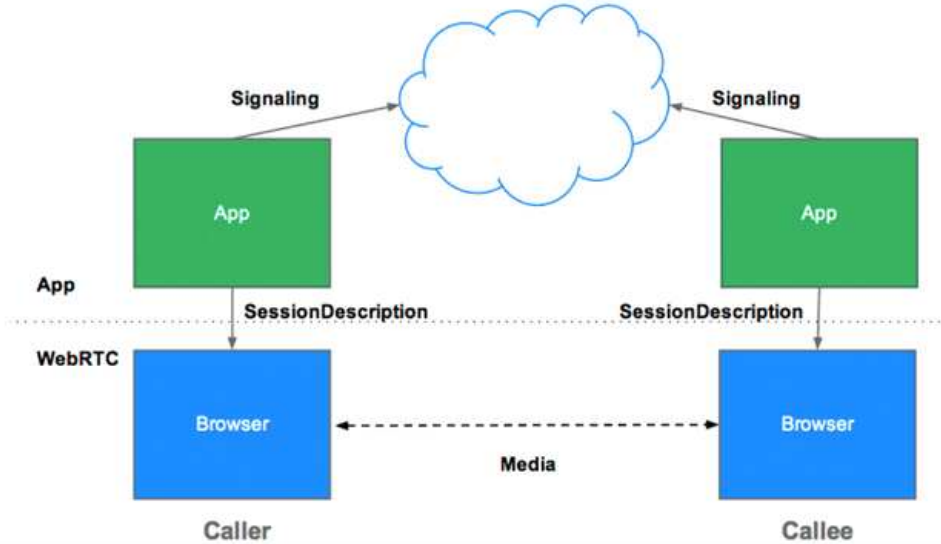 Signaling
Signaling
App
App
App
SessionDescription
SessionDescription
WebRTC
Browser
Browser
Media
Caller
Callee